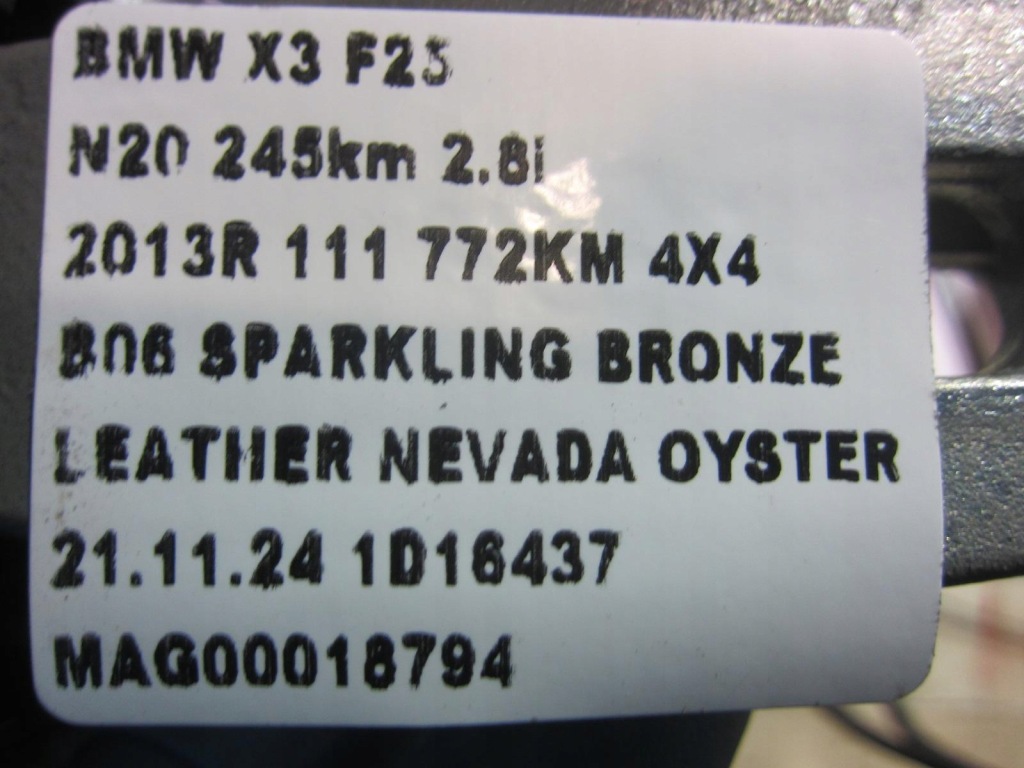 BMW X3 F25
N20 245km 2.8i
2013R 111 772KM 4X4
B06 SPARKLING BRONZE
LEATHER NEVADA OYSTER
21.11.24 1D16437
MAG00018794